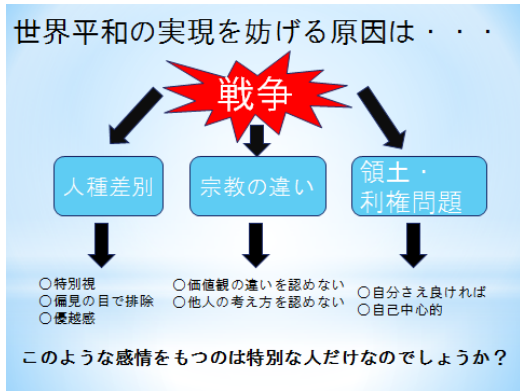 世界平和の実現を妨げる原因は・・・
戦争
人種差別
宗教の違い
領土・
利権問題
○特別視
○偏見の目で排除
○優越感
○価値観の違いを認めない
○他人の考え方を認めない
○自分さえ良ければ
○自己中心的
このような感情をもつのは特別な人だけなのでしょうか？